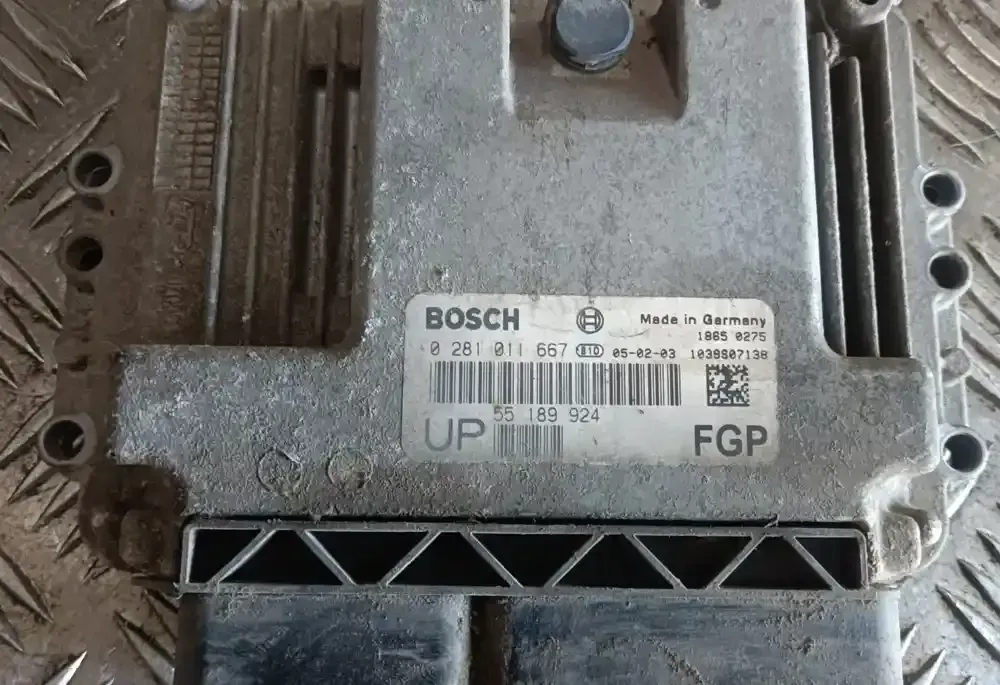 BOSCH
Made in Germany
1865 0275
0 281 011 667 810 05-02-03 1039S07138
55 189 924
UP FGP